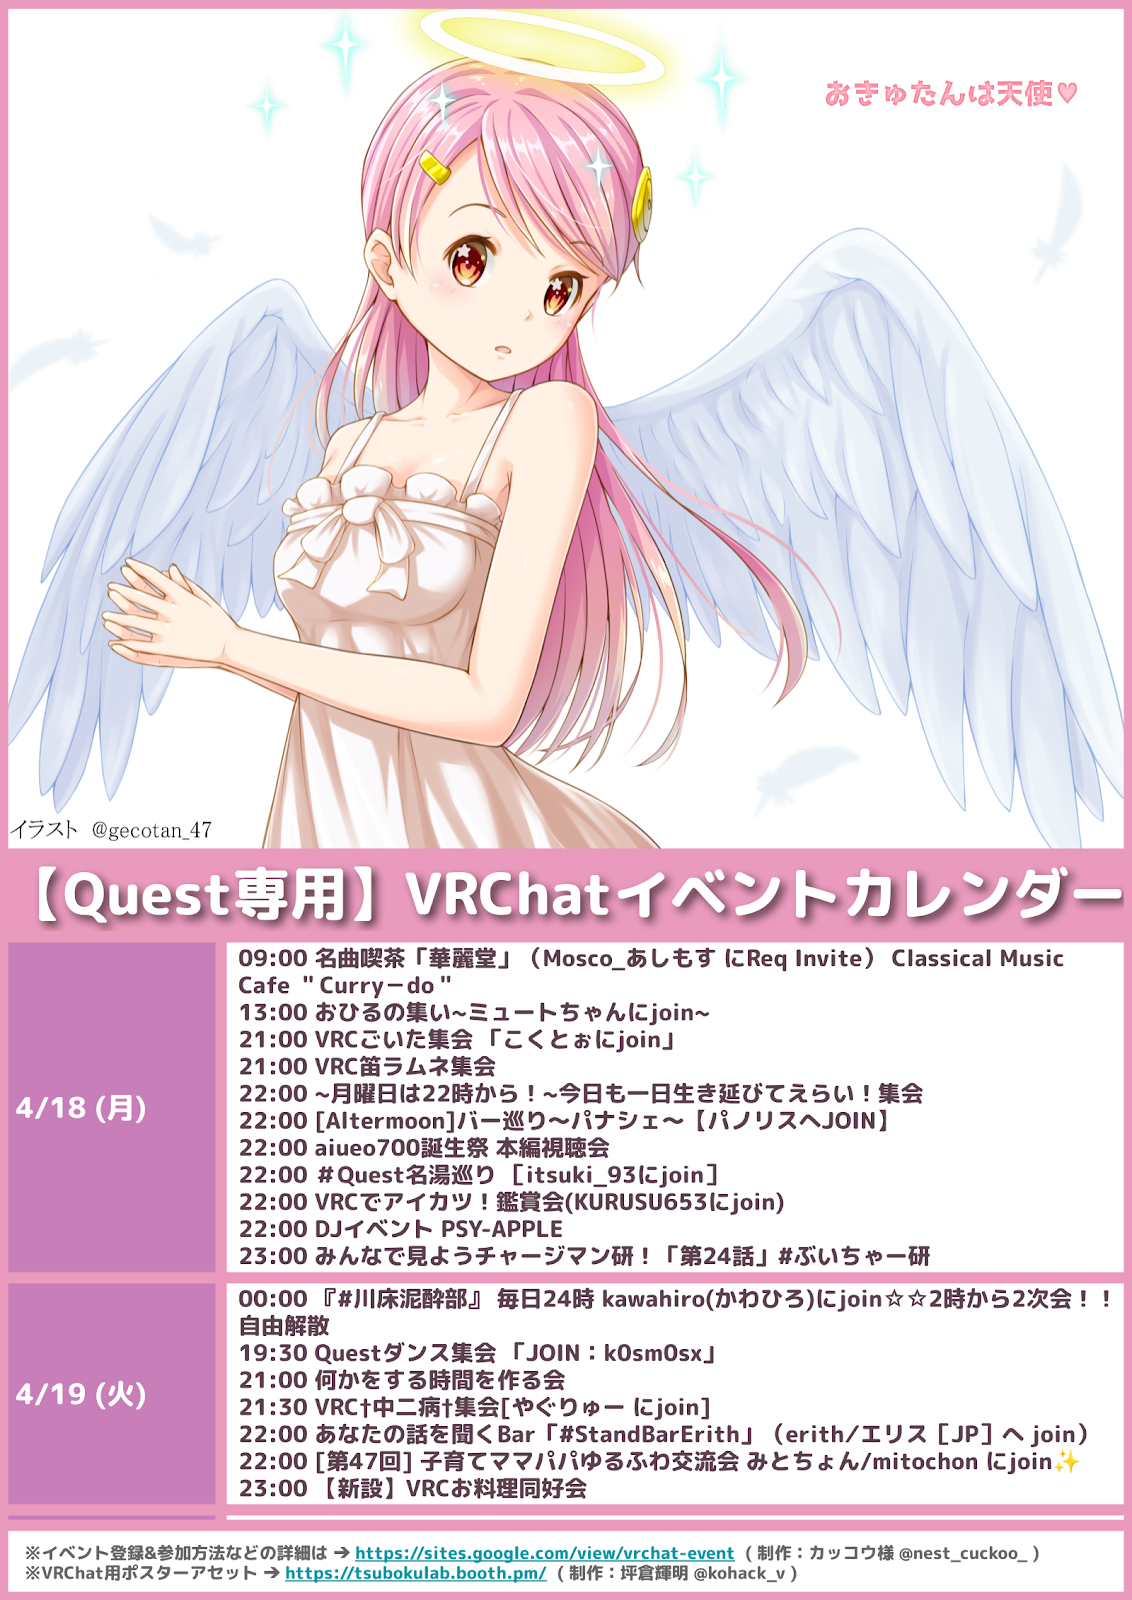 おきゅたんは天使♥
イラスト @gecotan_47
【Quest専用】VRChatイベントカレンダー
4/18 (月)
09:00 名曲喫茶「華麗堂」（Mosco_あしもす にReq Invite） Classical Music
Cafe ＂Curry－do＂
13:00 おひるの集い~ミュートちゃんにjoin~
21:00 VRCごいた集会 「こくとぉにjoin」
21:00 VRC笛ラムネ集会
22:00 ~月曜日は22時から！~今日も一日生き延びてえらい！集会
22:00 [Altermoon]バー巡り～パナシェ～【パノリスへJOIN】
22:00 aiueo700誕生祭 本編視聴会
22:00 ＃Quest名湯巡り ［itsuki_93にjoin］
22:00 VRCでアイカツ！鑑賞会(KURUSU653にjoin)
22:00 DJイベント PSY-APPLE
23:00 みんなで見ようチャージマン研！「第24話」#ぶいちゃー研
4/19 (火)
00:00 『#川床泥酔部』 毎日24時 kawahiro(かわひろ)にjoin☆☆2時から2次会！！
自由解散
19:30 Questダンス集会 「JOIN：k0sm0sx」
21:00 何かをする時間を作る会
21:30 VRC†中二病†集会[やぐりゅー にjoin]
22:00 あなたの話を聞くBar「#StandBarErith」（erith/エリス［JP］へ join）
22:00 [第47回] 子育てママパパゆるふわ交流会 みとちょん/mitochon にjoin✨
23:00 【新設】VRCお料理同好会
※イベント登録&参加方法などの詳細は ➔ https://sites.google.com/view/vrchat-event ( 制作：カッコウ様 @nest_cuckoo_ )
※VRChat用ポスターアセット ➔ https://tsubokulab.booth.pm/ ( 制作：坪倉輝明 @kohack_v )